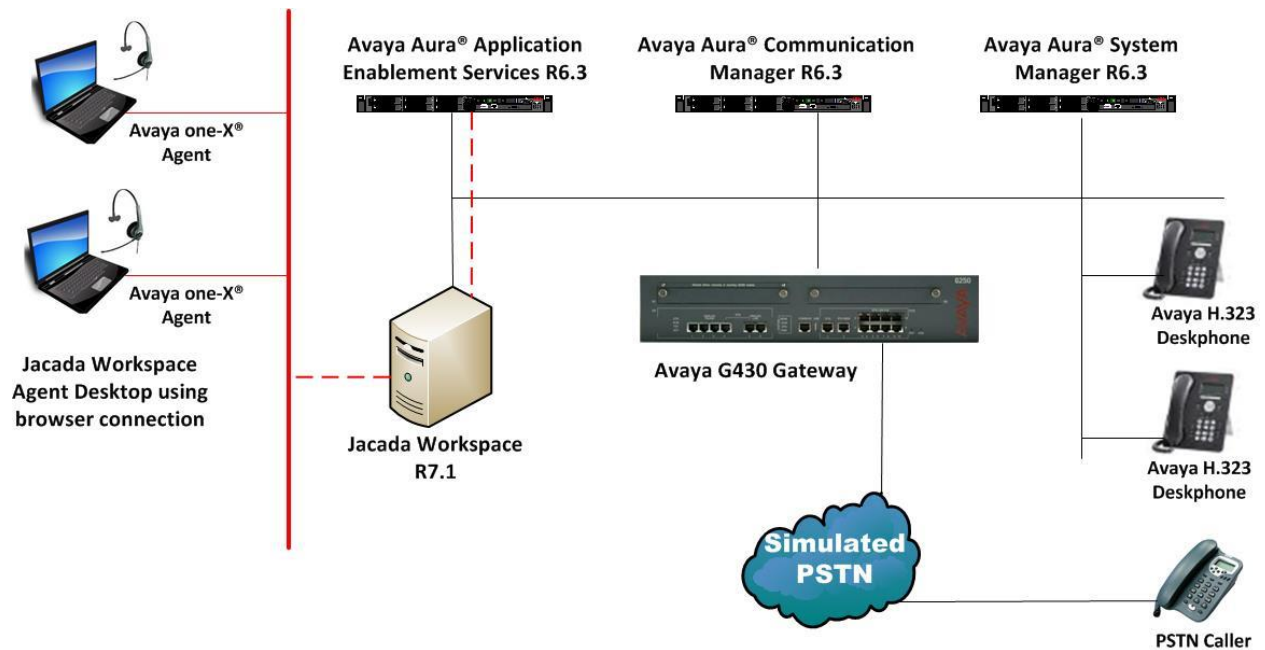 Avaya Aura® Application
Enablement Services R6.3
Avaya Aura® Communication
Manager R6.3
Avaya Aura® System
Manager R6.3
Avaya one-X®
Agent
Avaya one-X®
Agent
Jacada Workspace
Agent Desktop using
browser connection
Jacada Workspace
R7.1
6250
AVAYA
Avaya G430 Gateway
Avaya H.323
Deskphone
Avaya H.323
Deskphone
Simulated
PSTN
PSTN Caller